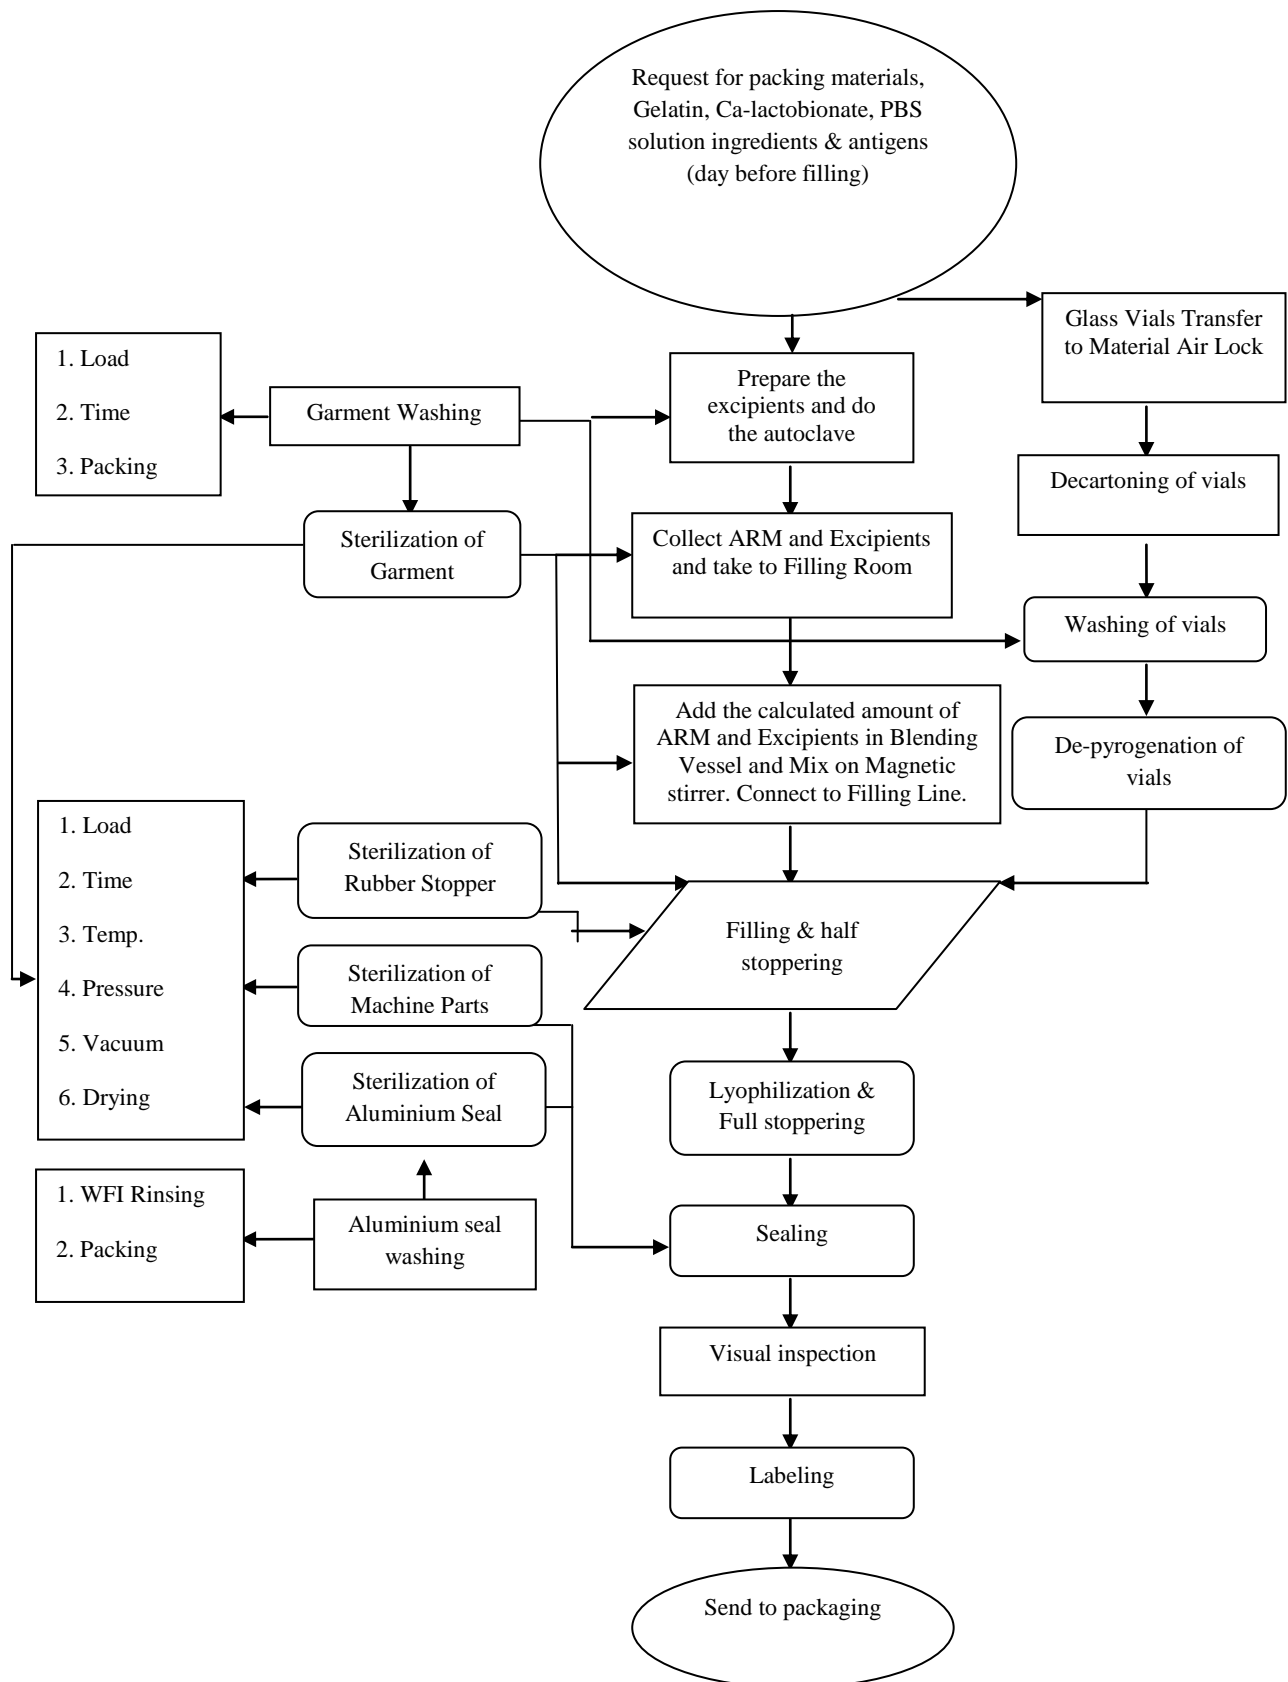 Request for packing materials,
Gelatin, Ca-lactobionate, PBS
solution ingredients & antigens
(day before filling)
Glass Vials Transfer
to Material Air Lock
1. Load
2. Time
3. Packing
Garment Washing
Prepare the
excipients and do
the autoclave
Decartoning of vials
Sterilization of
Garment
Collect ARM and Excipients
and take to Filling Room
Washing of vials
Add the calculated amount of
ARM and Excipients in Blending
Vessel and Mix on Magnetic
stirrer. Connect to Filling Line.
De-pyrogenation of
vials
1. Load
2. Time
3. Temp.
4. Pressure
5. Vacuum
6. Drying
Sterilization of
Rubber Stopper
Filling & half
stoppering
Sterilization of
Machine Parts
Sterilization of
Aluminium Seal
Lyophilization &
Full stoppering
1. WFI Rinsing
2. Packing
Aluminium seal
washing
Sealing
Visual inspection
Labeling
Send to packaging